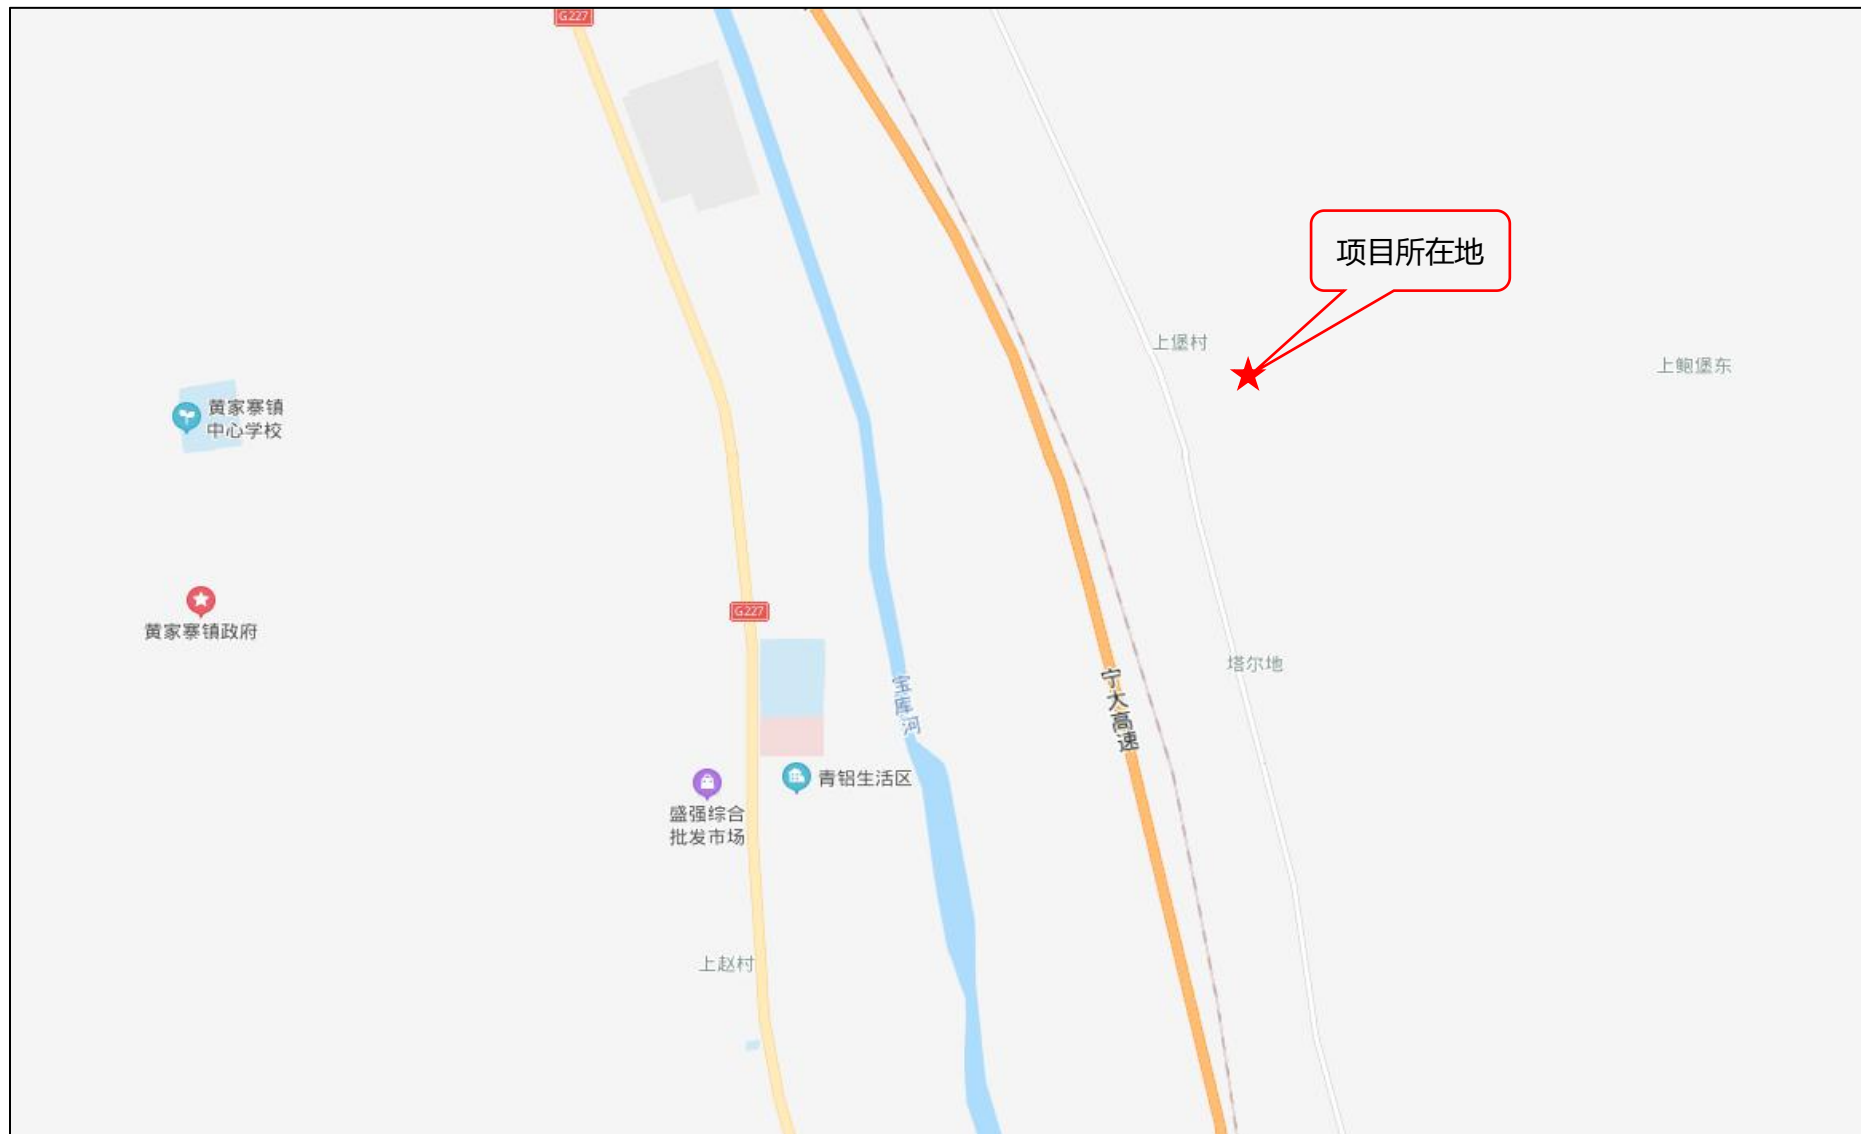 G227
项目所在地
上堡村
上鲍堡东
黄家寨镇
中心学校
黄家寨镇政府
G227
塔尔地
宝库河
宁大高速
青铝生活区
盛强综合
批发市场
上赵村